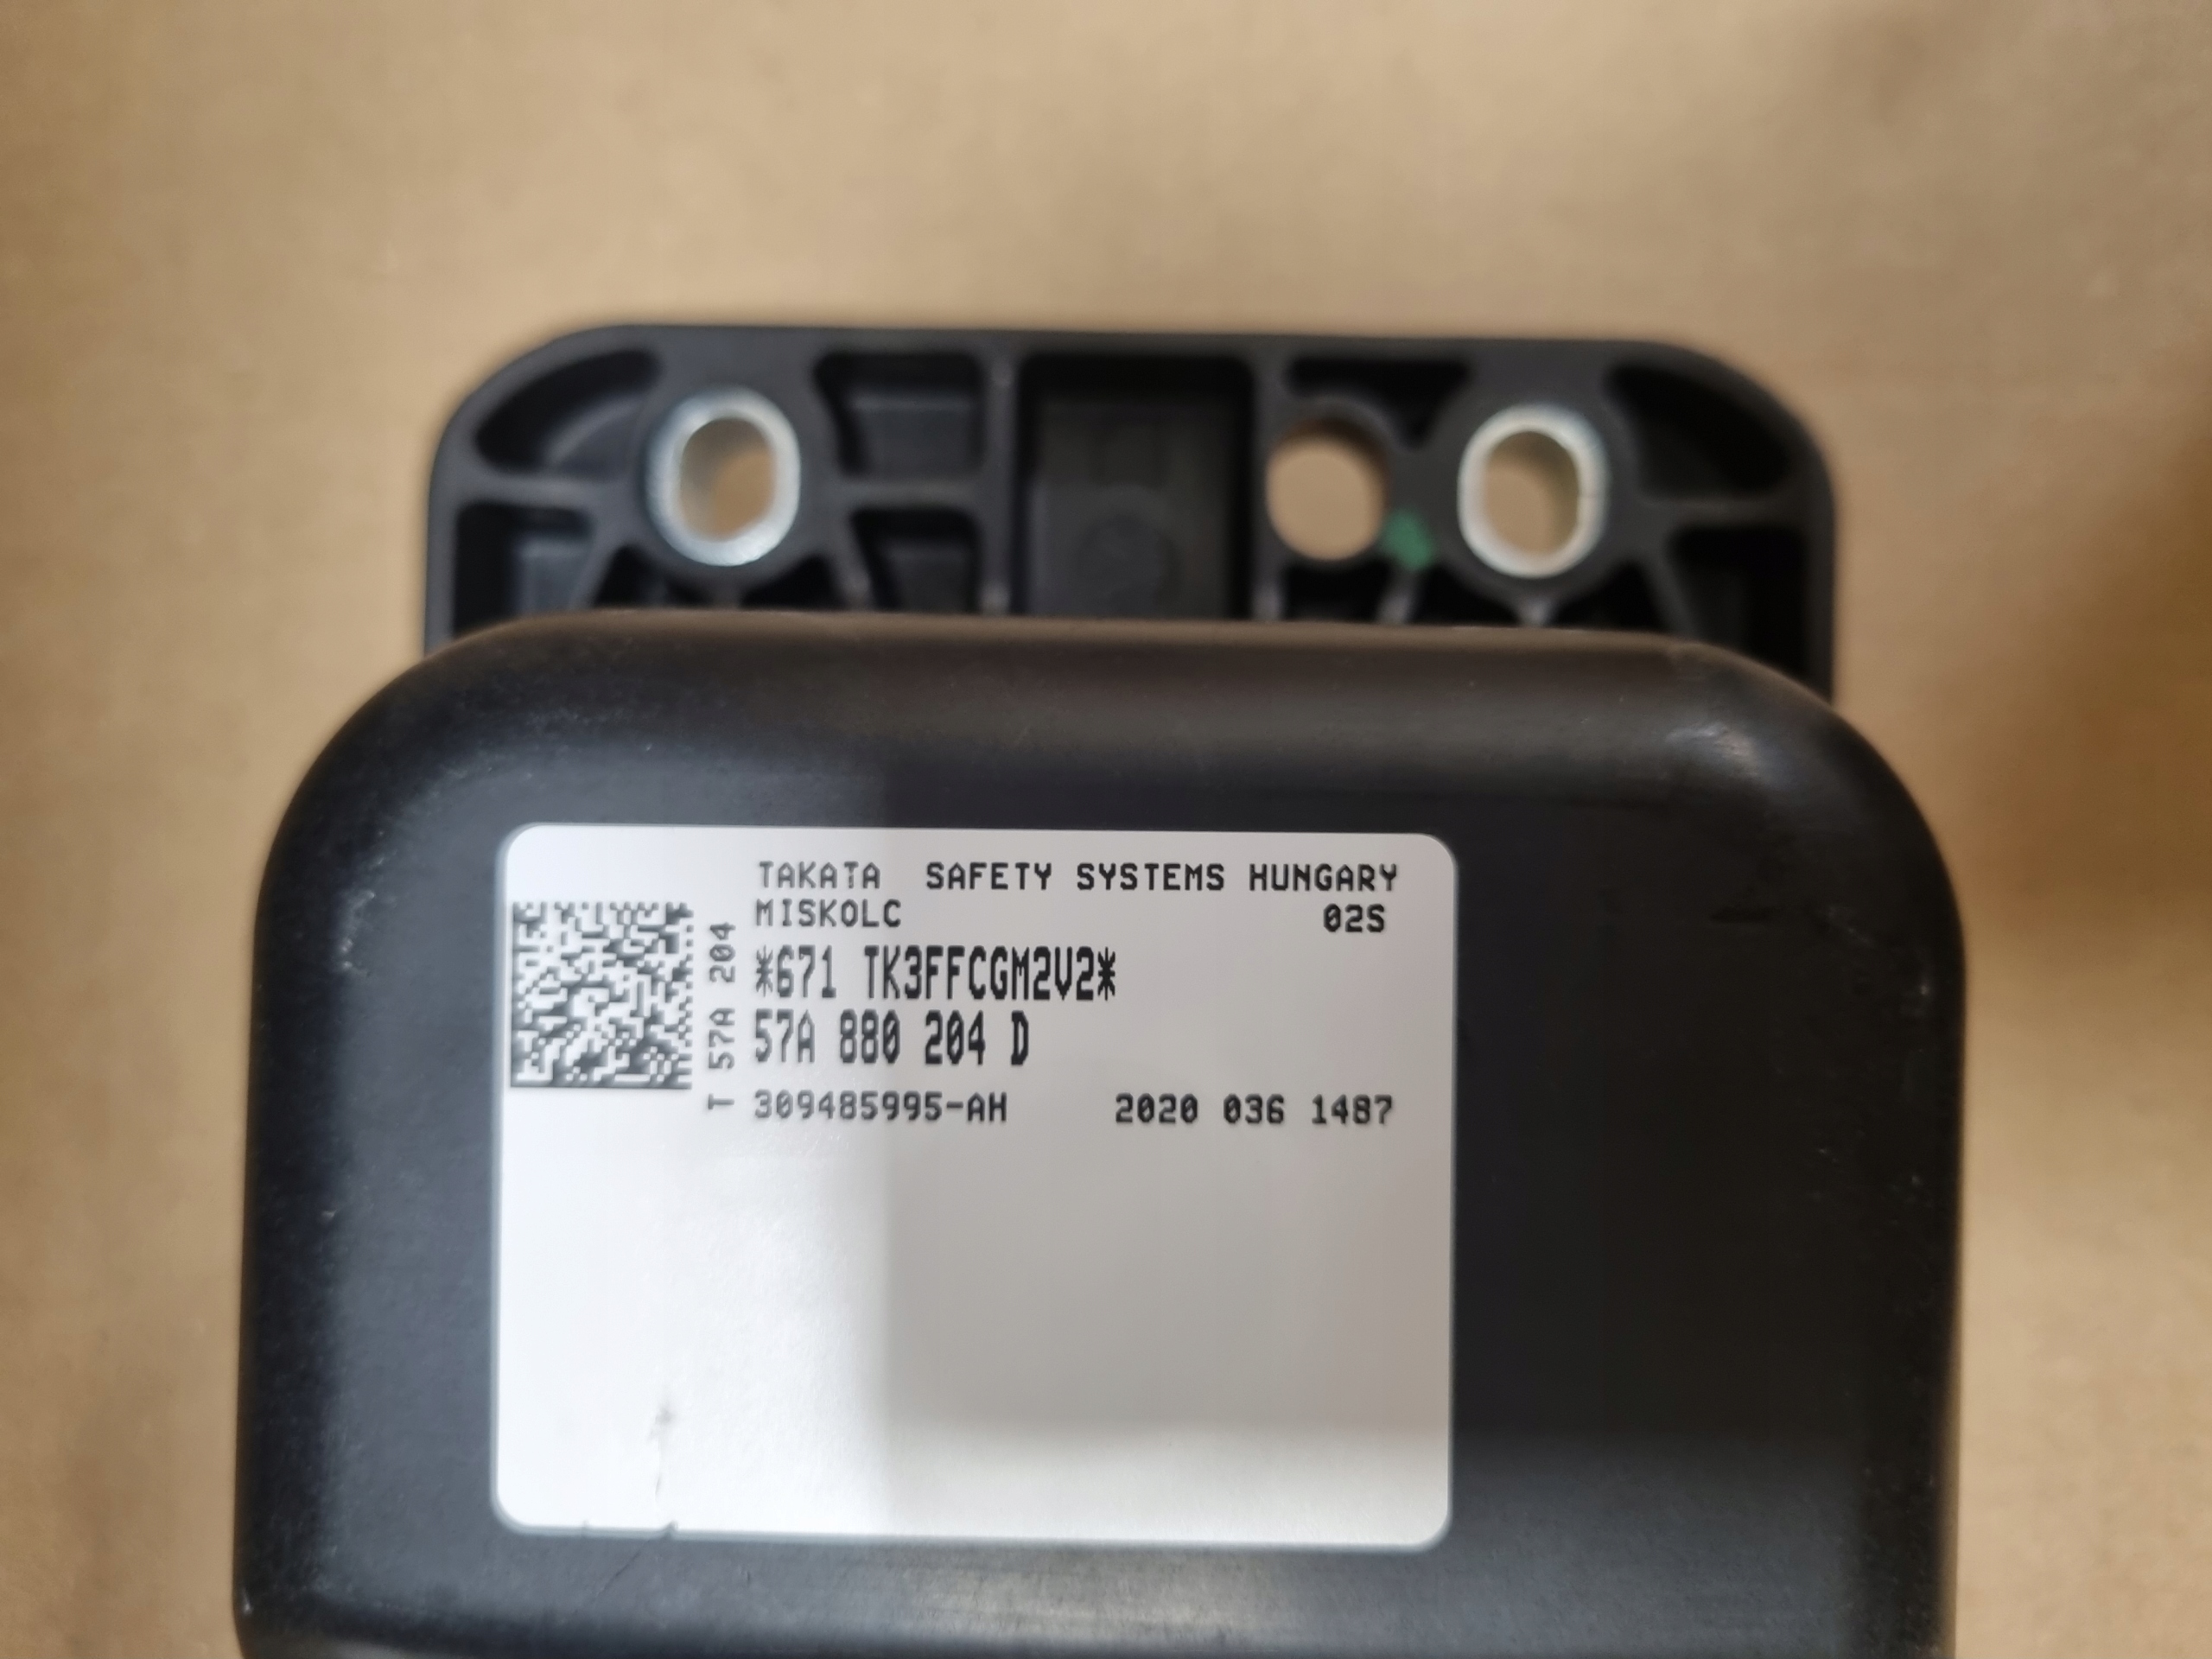 TAKATA SAFETY SYSTEMS HUNGARY
MISKOLC 02S
*671 TK3FFCGM2V2*
57A 880 204 D
309485995-AH 2020 036 1487
T 57A 204